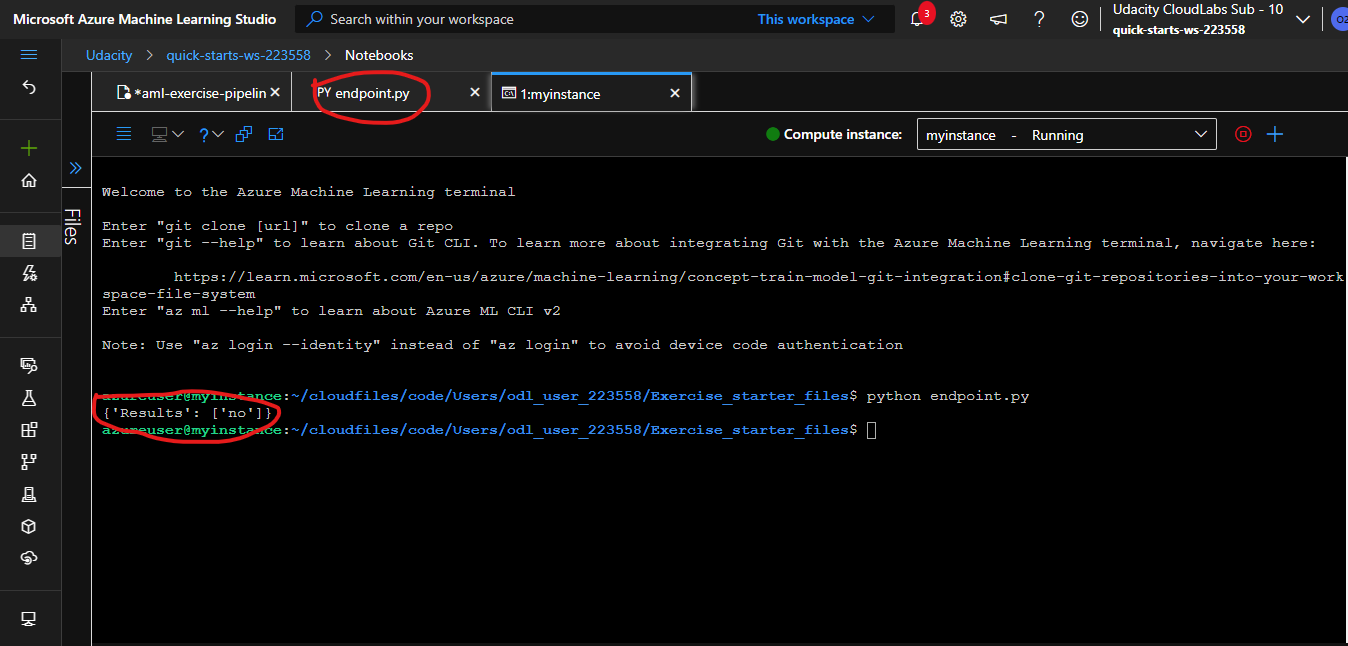 Microsoft Azure Machine Learning Studio
Search within your workspace
This workspace
3
Udacity CloudLabs Sub - 10
quick-starts-ws-223558
OZ
Udacity > quick-starts-ws-223558 > Notebooks
*aml-exercise-pipelin
PY endpoint.py
1:myinstance
Compute instance:
myinstance - Running
Files
Welcome to the Azure Machine Learning terminal
Enter "git clone [url]" to clone a repo
Enter "git --help" to learn about Git CLI. To learn more about integrating Git with the Azure Machine Learning terminal, navigate here:
https://learn.microsoft.com/en-us/azure/machine-learning/concept-train-model-git-integration#clone-git-repositories-into-your-work
space-file-system
Enter "az ml --help" to learn about Azure ML CLI v2
Note: Use "az login --identity" instead of "az login" to avoid device code authentication
azureuser@myinstance:~/cloudfiles/code/Users/odl_user_223558/Exercise_starter_files$ python endpoint.py
{'Results': ['no']}
azureuser@myinstance:~/cloudfiles/code/Users/odl_user_223558/Exercise_starter_files$